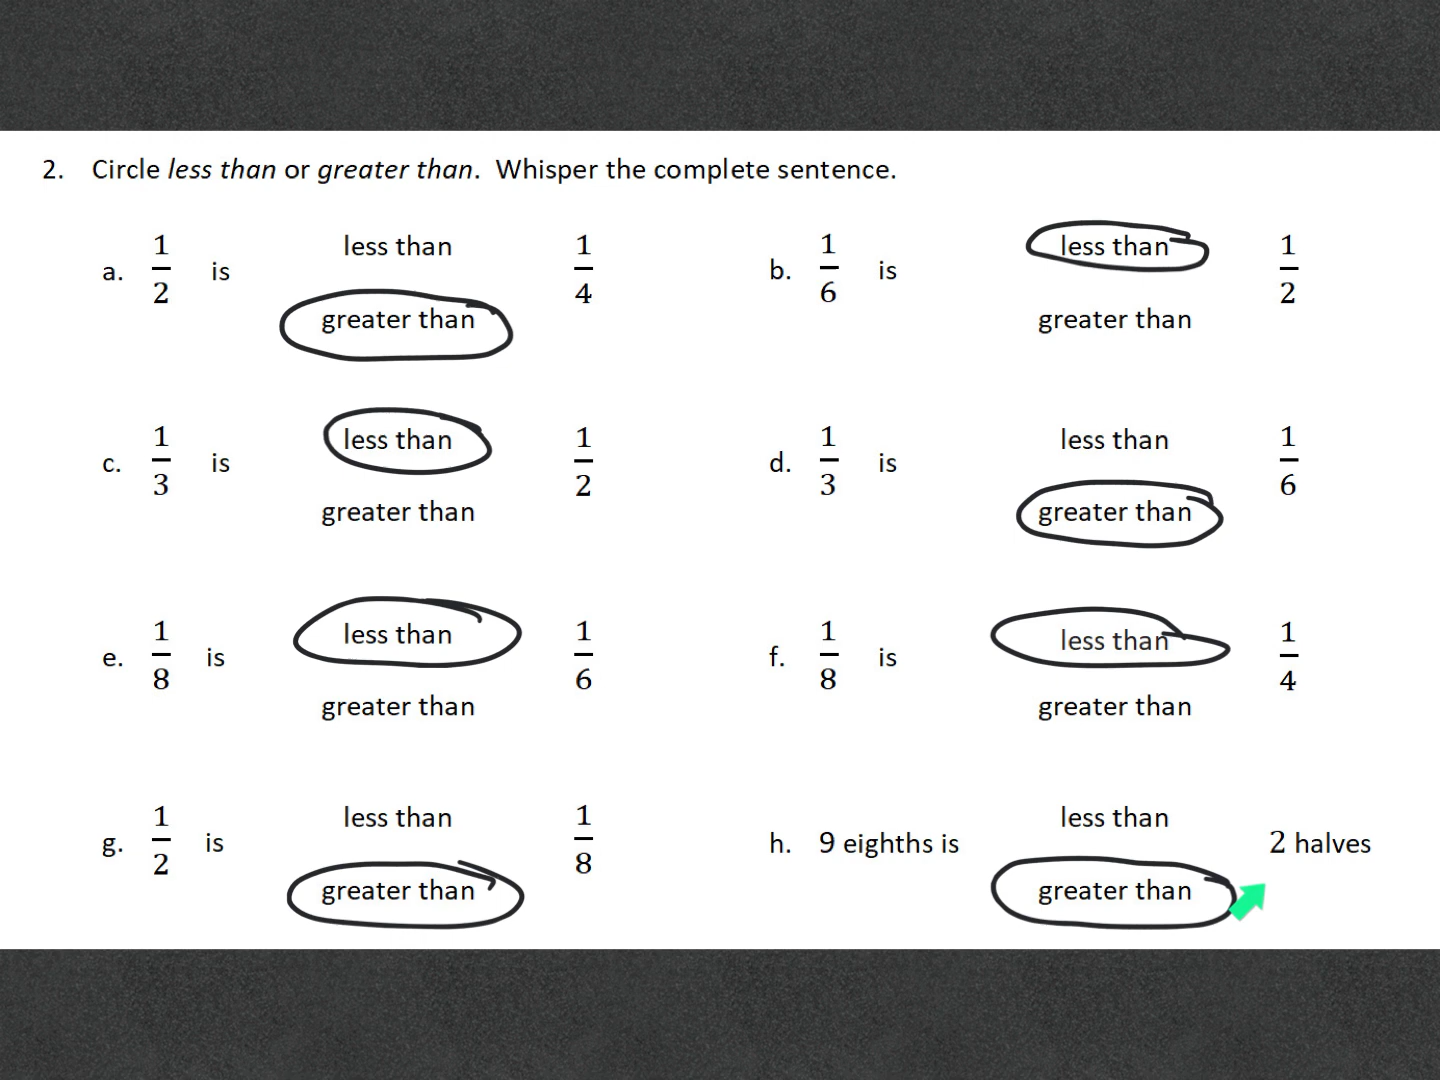 2. Circle less than or greater than. Whisper the complete sentence.
a. 1/2 is less than greater than 1/4
b. 1/6 is less than greater than 1/2
c. 1/3 is less than greater than 1/2
d. 1/3 is less than greater than 1/6
e. 1/8 is less than greater than 1/6
f. 1/8 is less than greater than 1/4
g. 1/2 is less than greater than 1/8
h. 9 eighths is less than greater than 2 halves